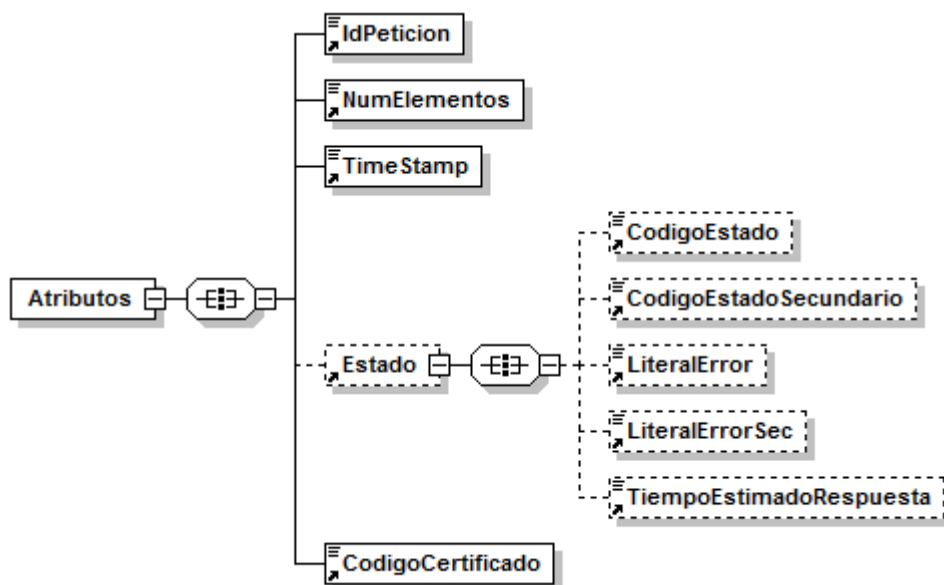 IdPeticion
NumElementos
TimeStamp
CodigoEstado
CodigoEstadoSecundario
Atributos
Estado
LiteralError
LiteralErrorSec
TiempoEstimadoRespuesta
CodigoCertificado